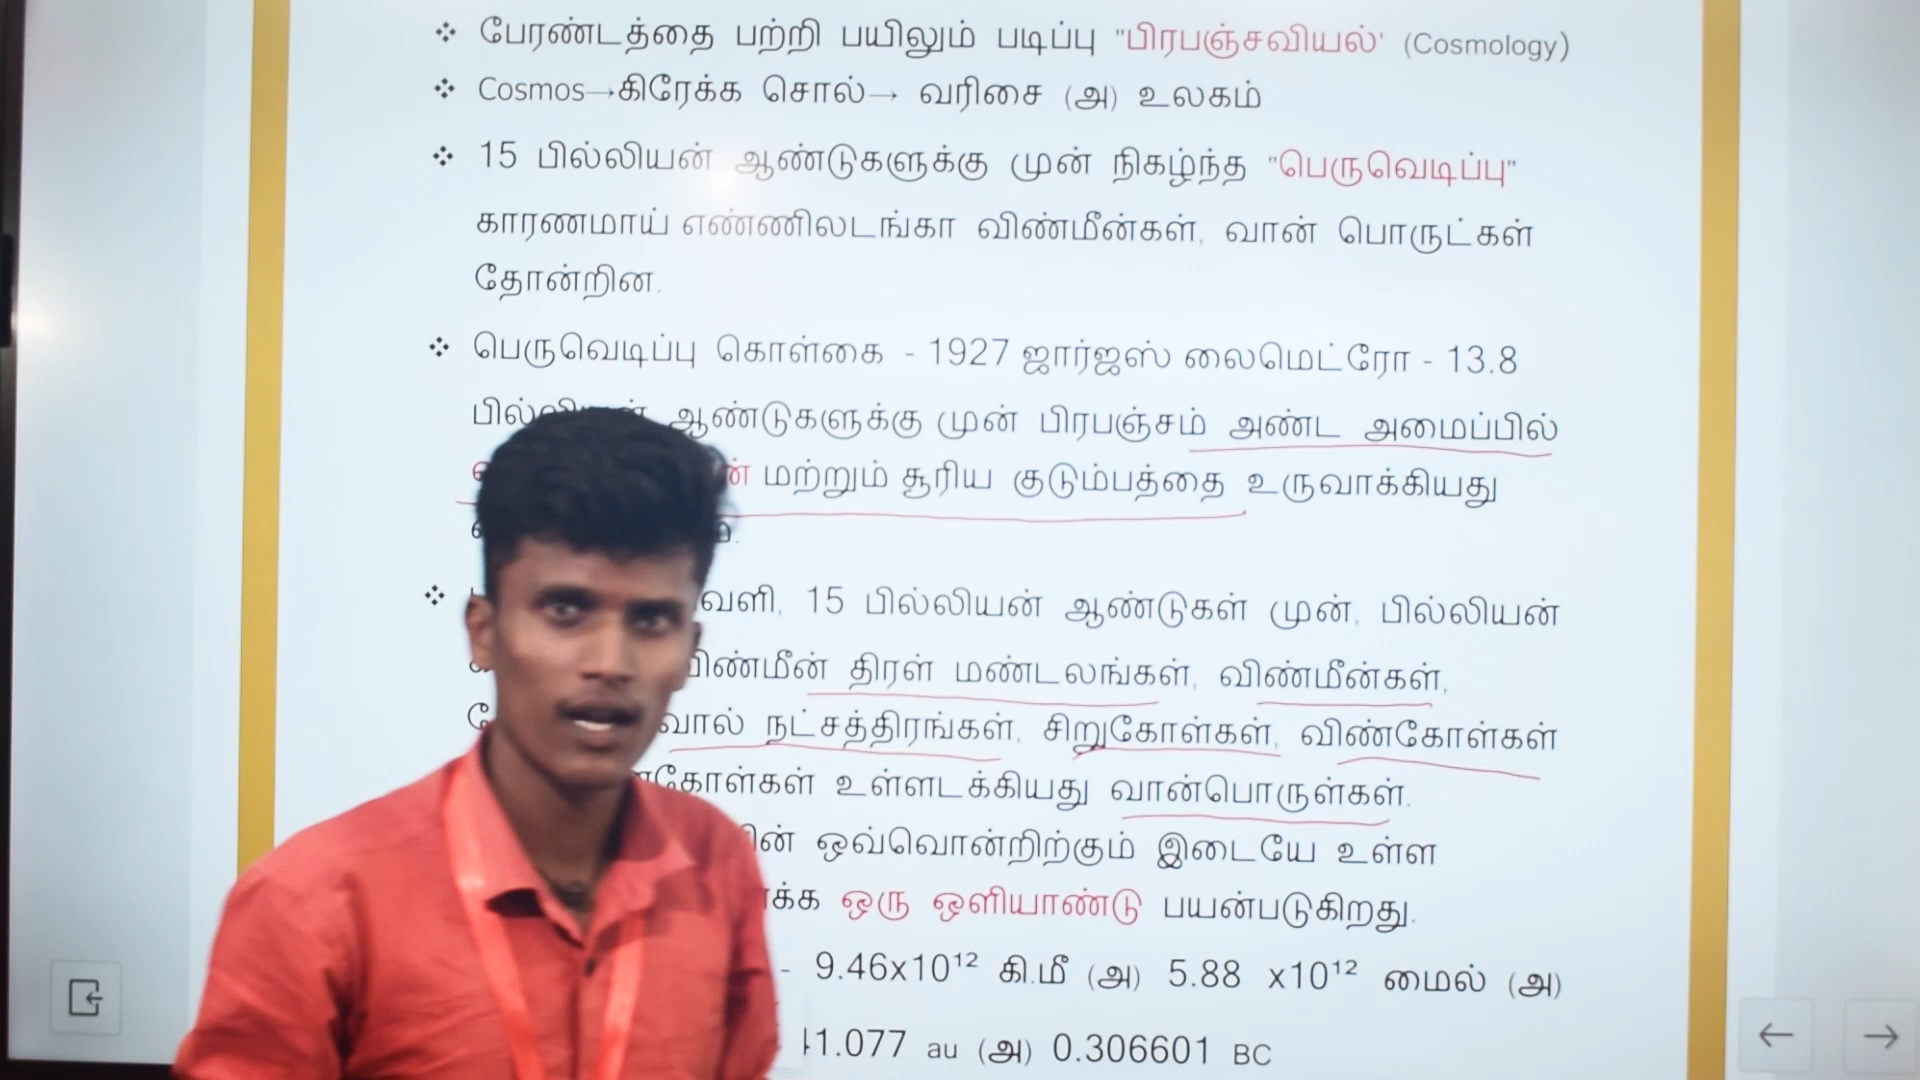 ❖ பேரண்டத்தை பற்றி பயிலும் படிப்பு "பிரபஞ்சவியல்' (Cosmology)
❖ Cosmos→கிரேக்க சொல்→ வரிசை (அ) உலகம்
❖ 15 பில்லியன் ஆண்டுகளுக்கு முன் நிகழ்ந்த "பெருவெடிப்பு"
காரணமாய் எண்ணிலடங்கா விண்மீன்கள், வான் பொருட்கள்
தோன்றின.
❖ பெருவெடிப்பு கொள்கை - 1927 ஜார்ஜஸ் லைமெட்ரோ - 13.8
பில்லியன் ஆண்டுகளுக்கு முன் பிரபஞ்சம் அண்ட அமைப்பில்
மற்றும் சூரிய குடும்பத்தை உருவாக்கியது
❖ 15 பில்லியன் ஆண்டுகள் முன், பில்லியன்
விண்மீன் திரள் மண்டலங்கள், விண்மீன்கள்,
வால் நட்சத்திரங்கள், சிறுகோள்கள், விண்கோள்கள்
உள்ளடக்கியது வான்பொருள்கள்.
ஒவ்வொன்றிற்கும் இடையே உள்ள
ஒரு ஒளியாண்டு பயன்படுகிறது.
- 9.46x10¹² கி.மீ (அ) 5.88 x10¹² மைல் (அ)
au (அ) 0.306601 BC